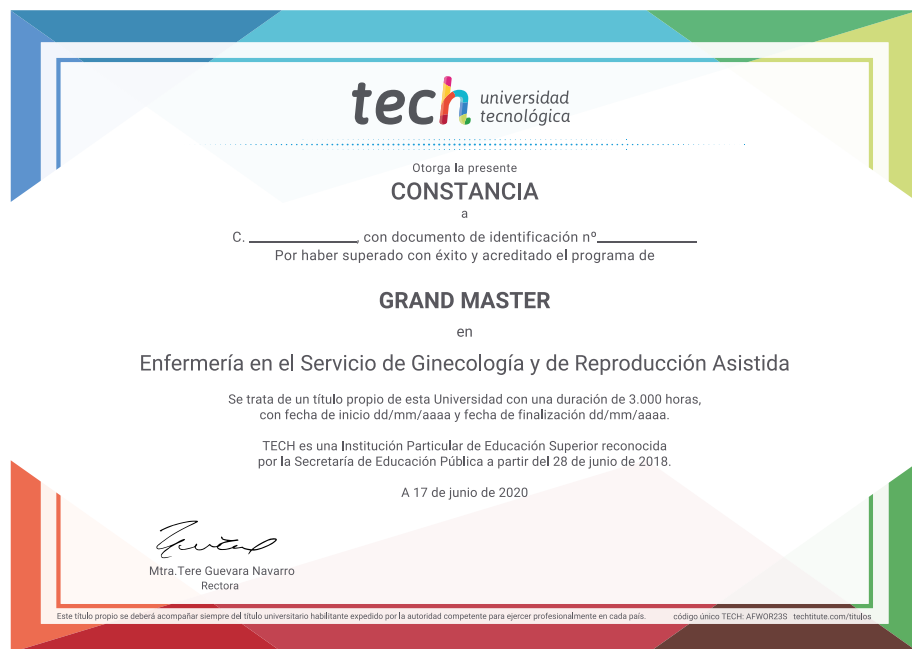 tech universidad
tecnológica
Otorga la presente
CONSTANCIA
a
C. ____________, con documento de identificación nº____________
Por haber superado con éxito y acreditado el programa de
GRAND MASTER
en
Enfermería en el Servicio de Ginecología y de Reproducción Asistida
Se trata de un título propio de esta Universidad con una duración de 3.000 horas,
con fecha de inicio dd/mm/aaaa y fecha de finalización dd/mm/aaaa.
TECH es una Institución Particular de Educación Superior reconocida
por la Secretaría de Educación Pública a partir del 28 de junio de 2018.
A 17 de junio de 2020
Mtra.Tere Guevara Navarro
Rectora
Este título propio se deberá acompañar siempre del título universitario habilitante expedido por la autoridad competente para ejercer profesionalmente en cada país. código único TECH: AFWOR23S techtitute.com/titulos